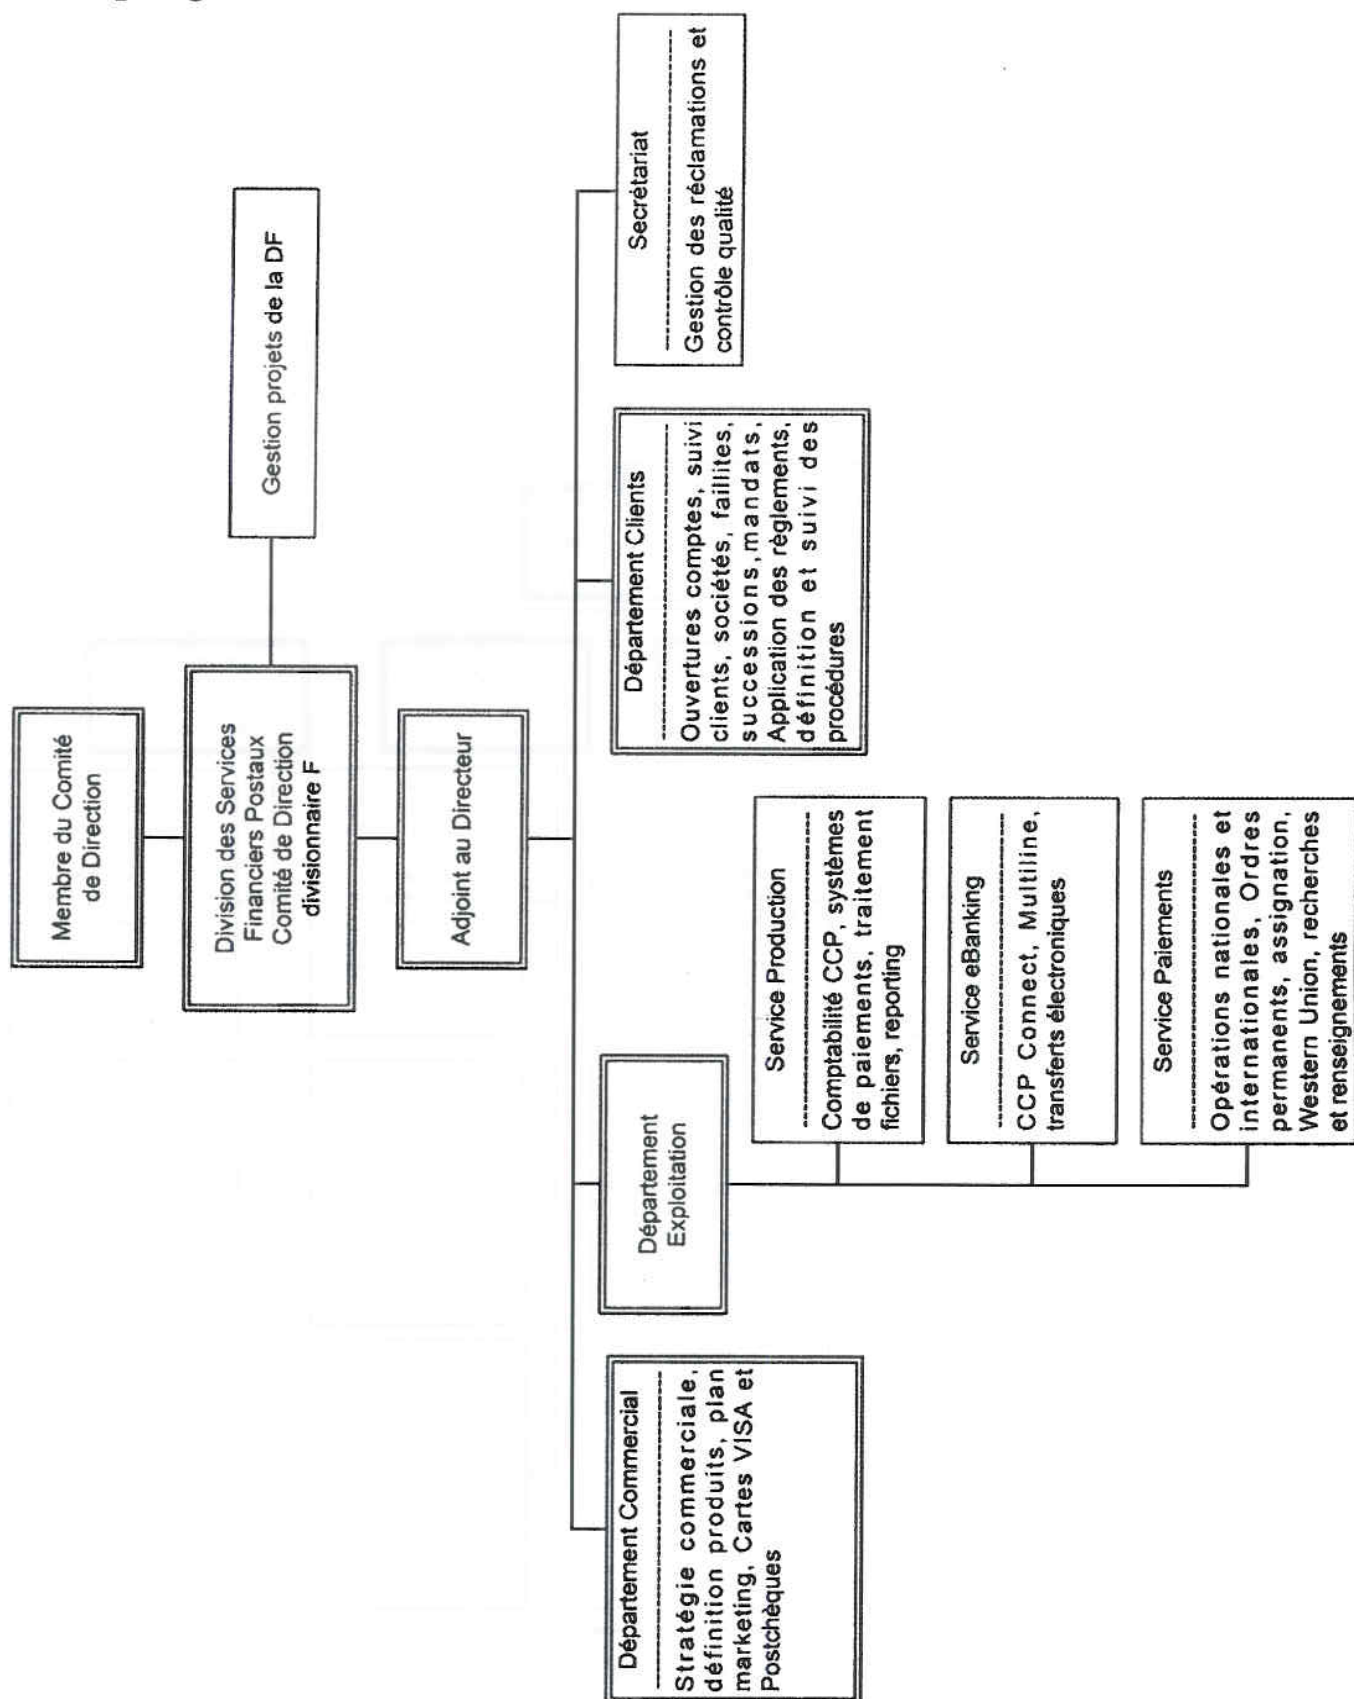 Membre du Comité
de Direction
Division des Services
Financiers Postaux
Comité de Direction
divisionnaire F
Gestion projets de la DF
Adjoint au Directeur
Département Commercial
Stratégie commerciale,
définition produits, plan
marketing, Cartes VISA et
Postchèques
Département
Exploitation
Service Production
Comptabilité CCP, systèmes
de paiements, traitement
fichiers, reporting
Service eBanking
CCP Connect, Multiline,
transferts électroniques
Service Paiements
Opérations nationales et
internationales, Ordres
permanents, assignation,
Western Union, recherches
et renseignements
Département Clients
Ouvertures comptes, suivi
clients, sociétés, faillites,
successions, mandats,
Application des règlements,
définition et suivi des
procédures
Secrétariat
Gestion des réclamations et
contrôle qualité